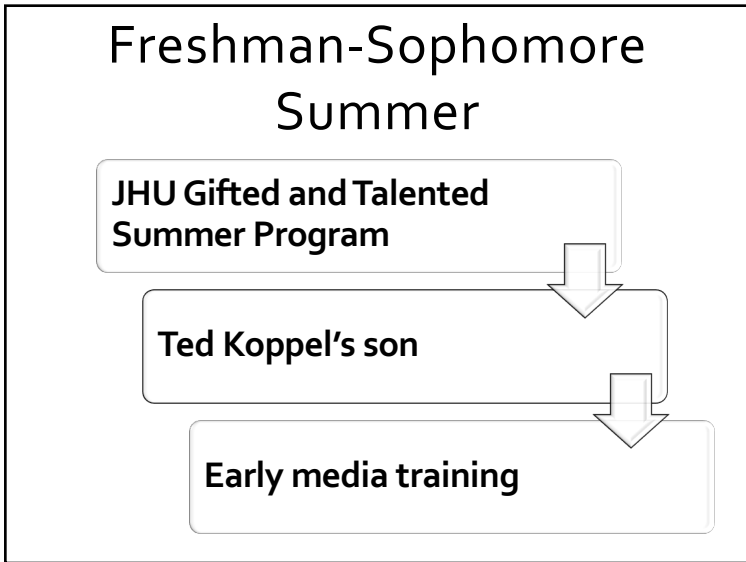 Freshman-Sophomore
Summer
JHU Gifted and Talented
Summer Program
Ted Koppel’s son
Early media training